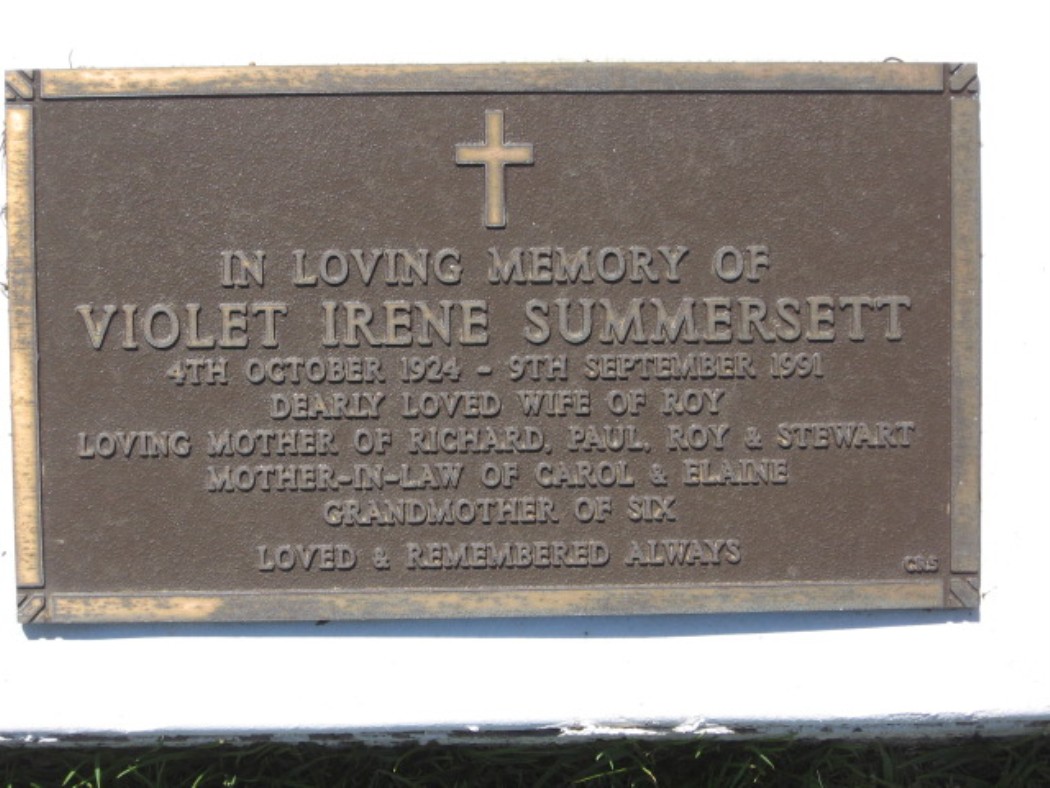 IN LOVING MEMORY OF
VIOLET IRENE SUMMERSETT
4TH OCTOBER 1924 - 9TH SEPTEMBER 1991
DEARLY LOVED WIFE OF ROY
LOVING MOTHER OF RICHARD, PAUL, ROY & STEWART
MOTHER-IN-LAW OF CAROL & ELAINE
GRANDMOTHER OF SIX
LOVED & REMEMBERED ALWAYS